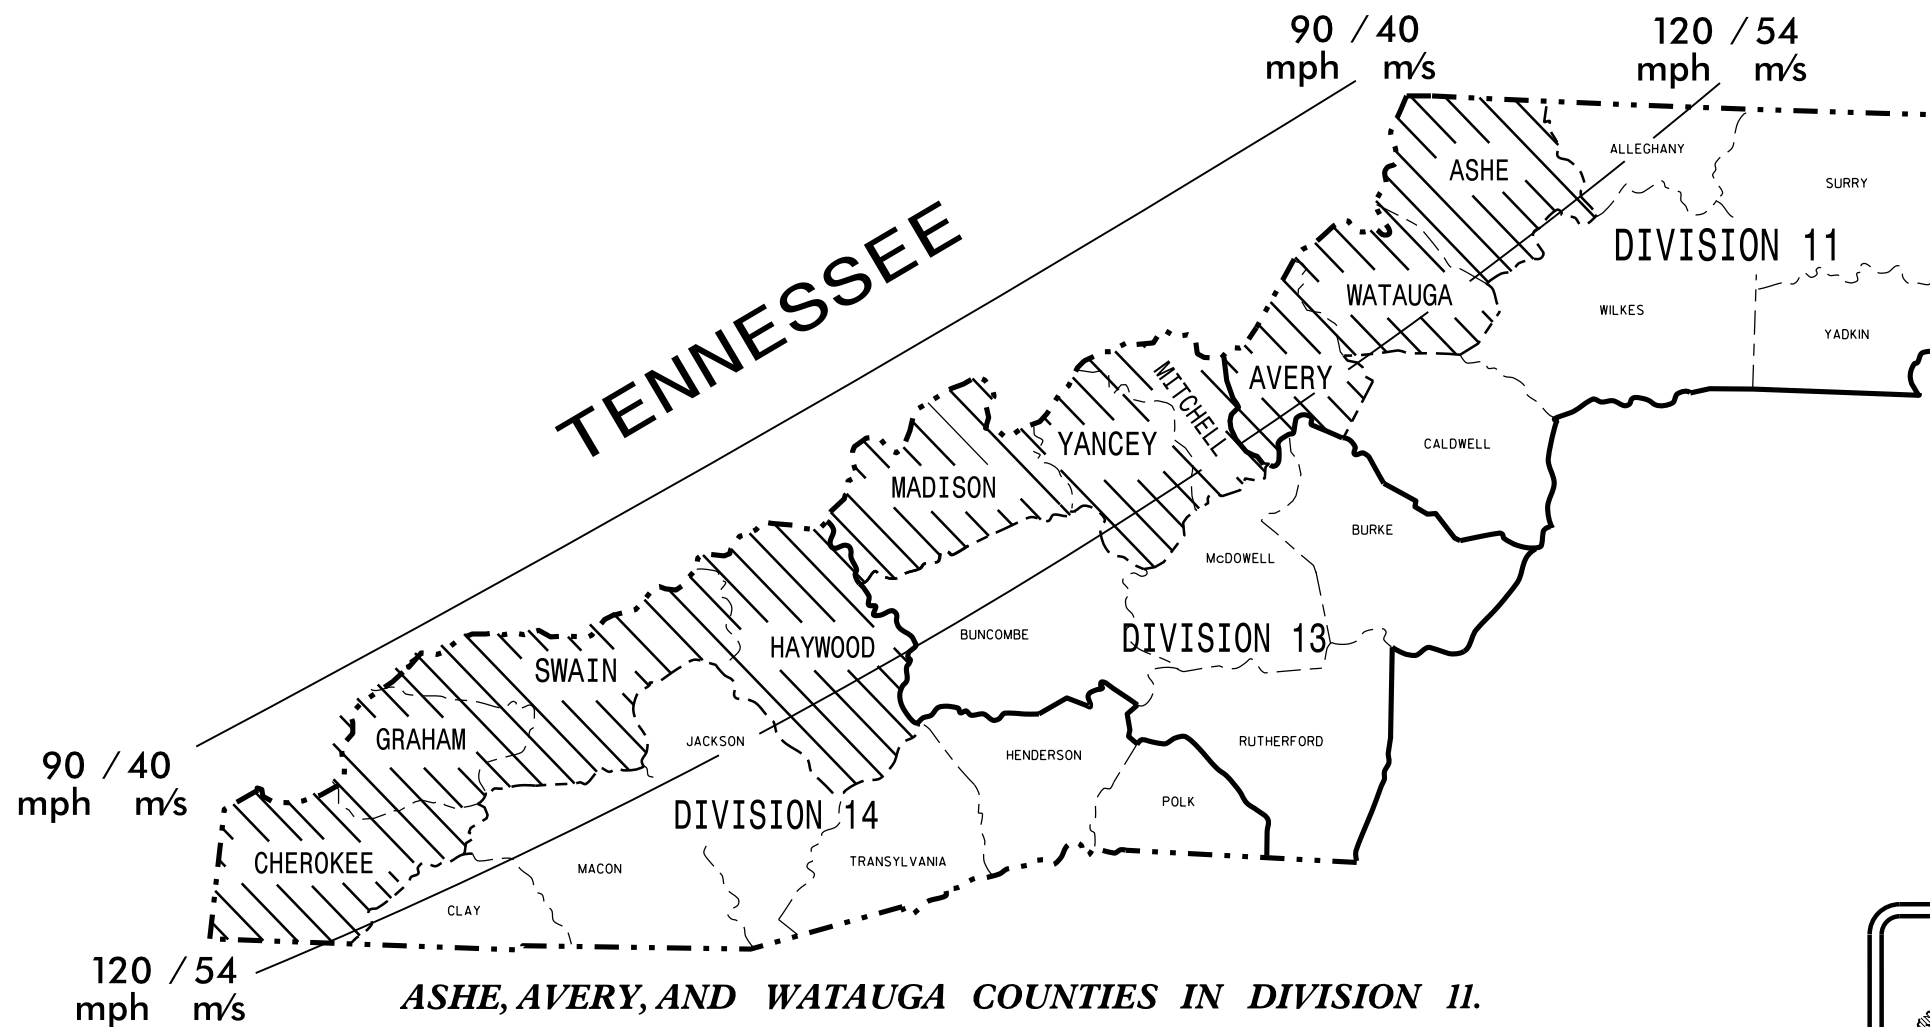 90 / 40
mph m/s
120 / 54
mph m/s
ALLEGHANY
ASHE
SURRY
TENNESSEE
DIVISION 11
WATAUGA
WILKES
YADKIN
MITCHELL
AVERY
YANCEY
CALDWELL
MADISON
BURKE
McDOWELL
BUNCOMBE
DIVISION 13
HAYWOOD
SWAIN
GRAHAM
JACKSON
HENDERSON
RUTHERFORD
90 / 40
mph m/s
POLK
DIVISION 14
CHEROKEE
MACON
TRANSYLVANIA
CLAY
120 / 54
mph m/s
ASHE, AVERY, AND WATAUGA COUNTIES IN DIVISION 11.